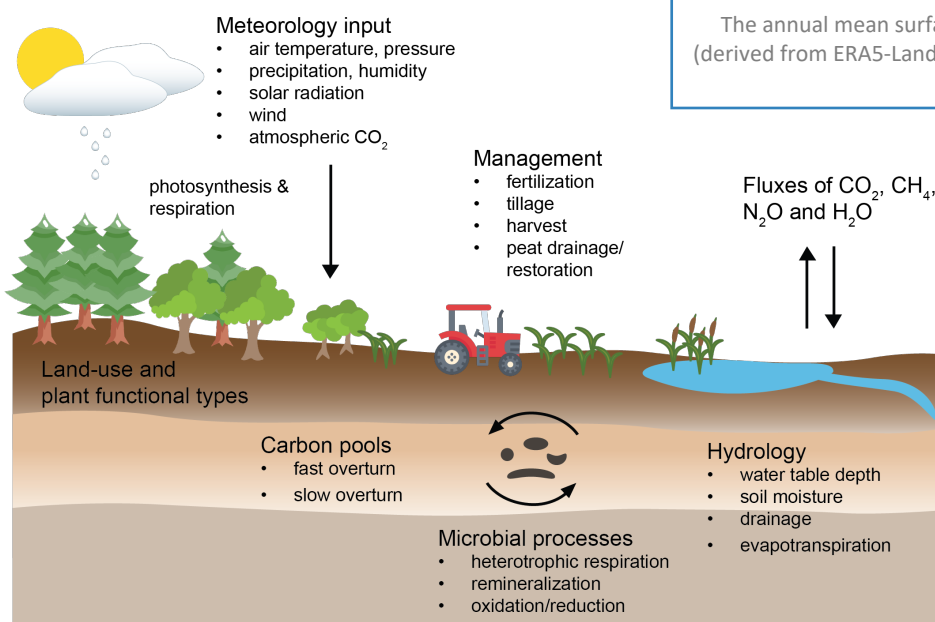 The annual mean surfa
(derived from ERA5-Land
Meteorology input
• air temperature, pressure
• precipitation, humidity
• solar radiation
• wind
• atmospheric CO₂
photosynthesis &
respiration
Management
• fertilization
• tillage
• harvest
• peat drainage/
restoration
Fluxes of CO₂, CH₄,
N₂O and H₂O
Land-use and
plant functional types
Carbon pools
• fast overturn
• slow overturn
Microbial processes
• heterotrophic respiration
• remineralization
• oxidation/reduction
Hydrology
• water table depth
• soil moisture
• drainage
• evapotranspiration